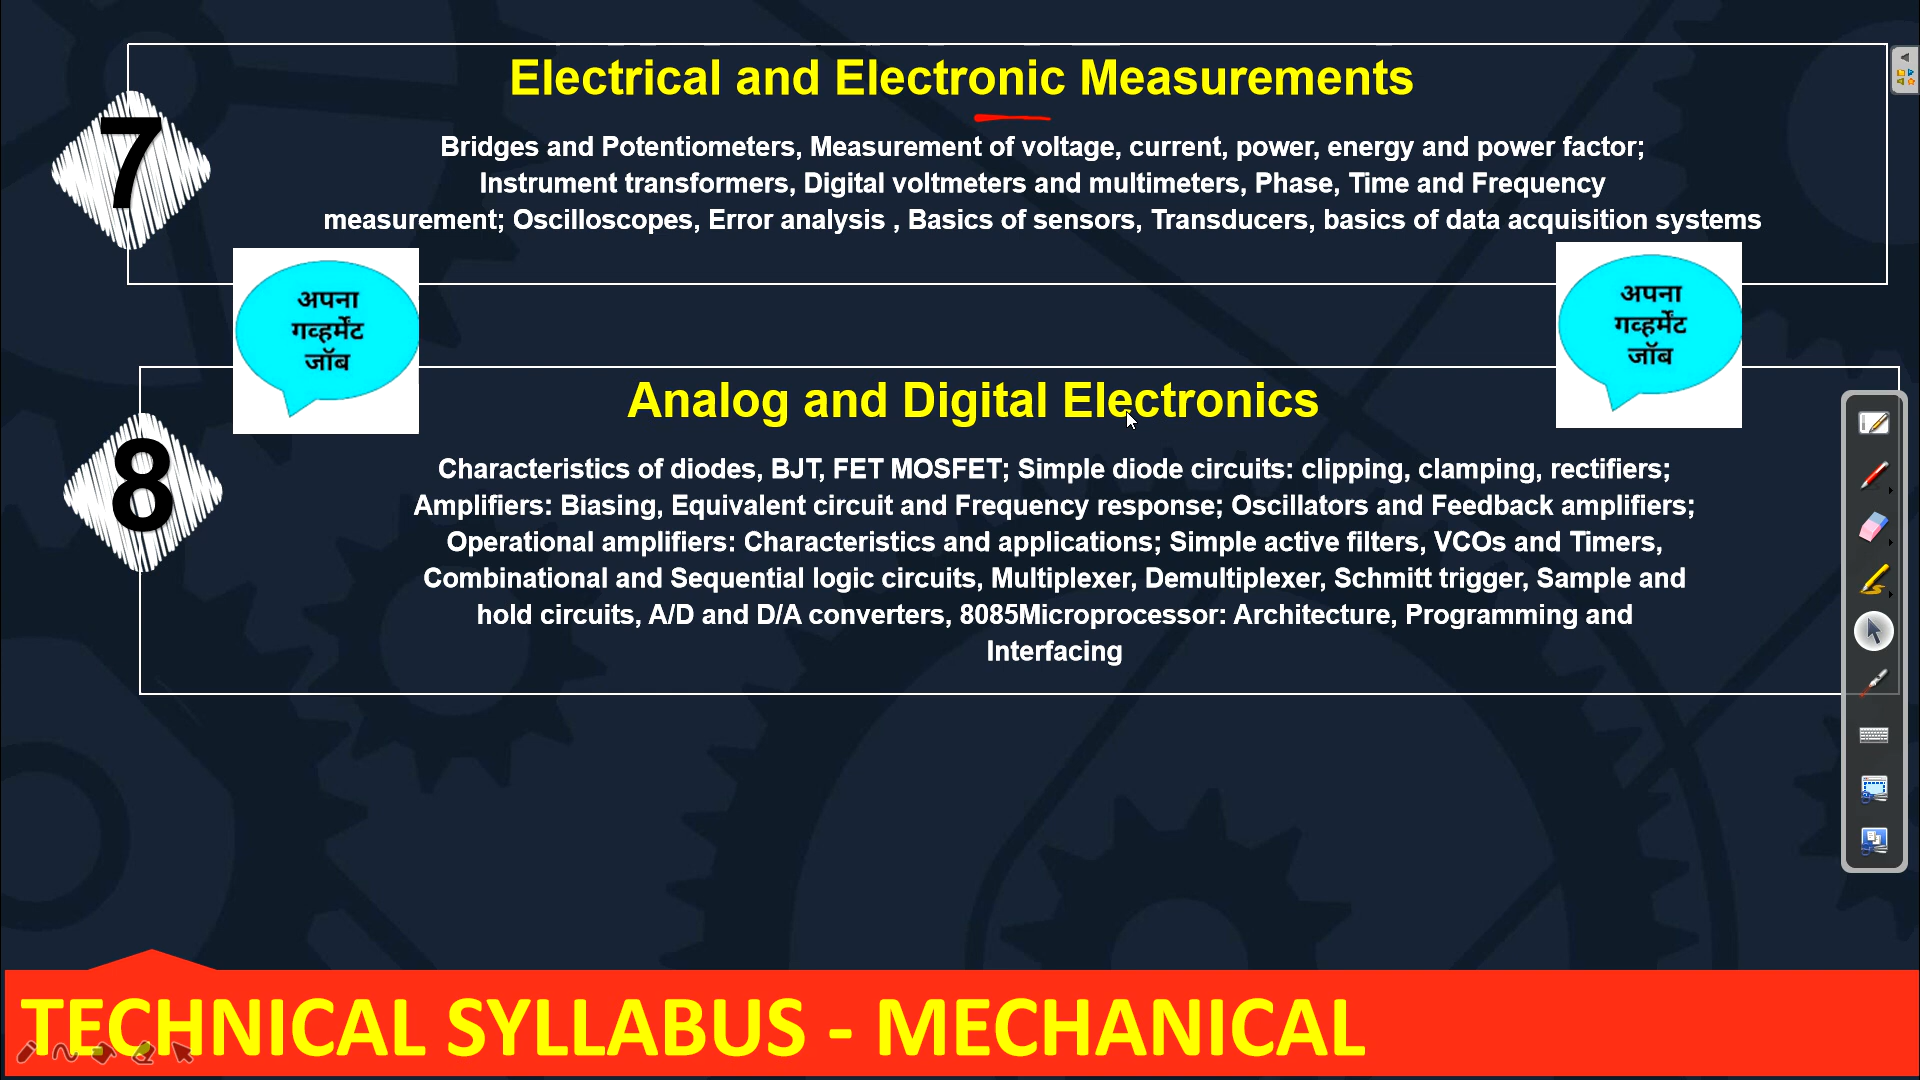 Electrical and Electronic Measurements
7
Bridges and Potentiometers, Measurement of voltage, current, power, energy and power factor;
Instrument transformers, Digital voltmeters and multimeters, Phase, Time and Frequency
measurement; Oscilloscopes, Error analysis , Basics of sensors, Transducers, basics of data acquisition systems
अपना
गव्हर्मेंट
जॉब
अपना
गव्हर्मेंट
जॉब
Analog and Digital Electronics
8
Characteristics of diodes, BJT, FET MOSFET; Simple diode circuits: clipping, clamping, rectifiers;
Amplifiers: Biasing, Equivalent circuit and Frequency response; Oscillators and Feedback amplifiers;
Operational amplifiers: Characteristics and applications; Simple active filters, VCOs and Timers,
Combinational and Sequential logic circuits, Multiplexer, Demultiplexer, Schmitt trigger, Sample and
hold circuits, A/D and D/A converters, 8085Microprocessor: Architecture, Programming and
Interfacing
TECHNICAL SYLLABUS - MECHANICAL